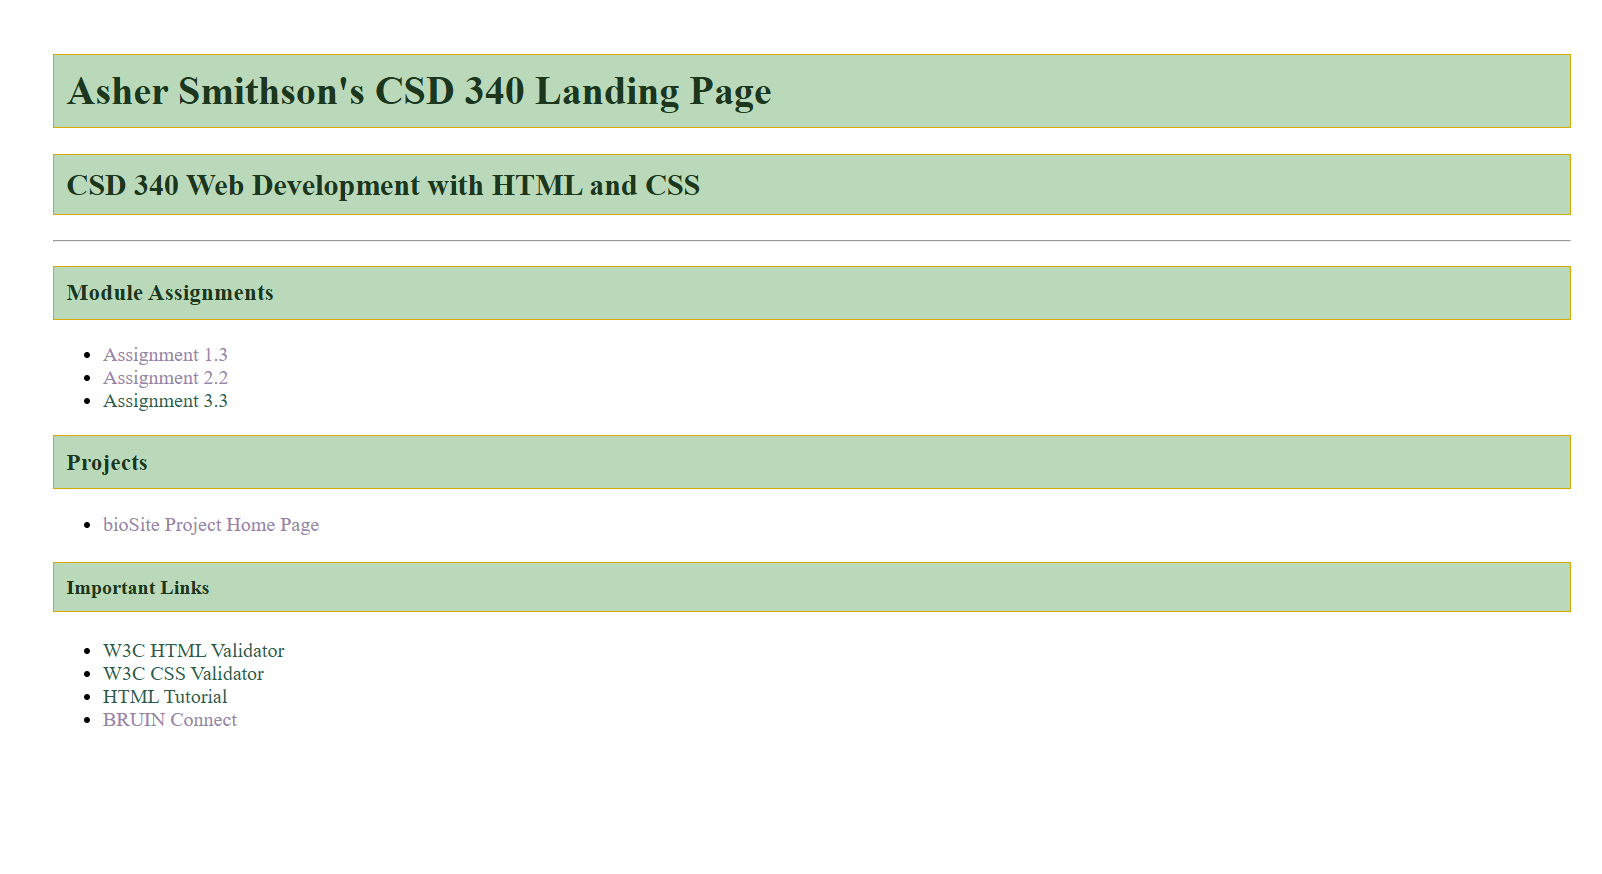 Asher Smithson's CSD 340 Landing Page
CSD 340 Web Development with HTML and CSS
Module Assignments
Assignment 1.3
Assignment 2.2
Assignment 3.3
Projects
bioSite Project Home Page
Important Links
W3C HTML Validator
W3C CSS Validator
HTML Tutorial
BRUIN Connect